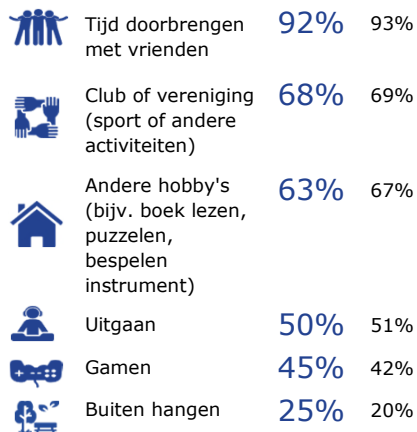 Tijd doorbrengen 92% 93%
met vrienden
Club of vereniging 68% 69%
(sport of andere
activiteiten)
Andere hobby's 63% 67%
(bijv. boek lezen,
puzzelen,
bespelen
instrument)
Uitgaan 50% 51%
Gamen 45% 42%
Buiten hangen 25% 20%